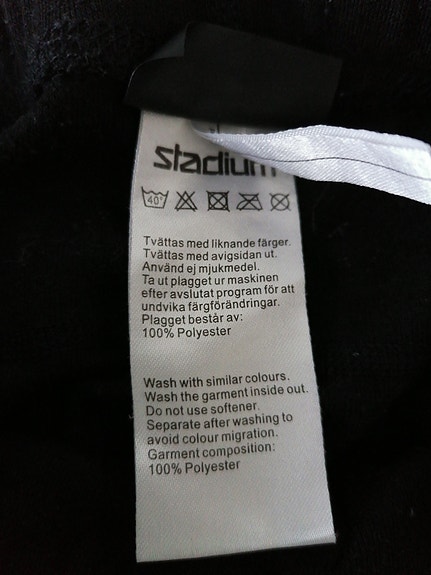 stadium
40°
Tvättas med liknande färger.
Tvättas med avigsidan ut.
Använd ej mjukmedel.
Ta ut plagget ur maskinen
efter avslutat program för att
undvika färgförändringar.
Plagget består av:
100% Polyester
Wash with similar colours.
Wash the garment inside out.
Do not use softener.
Separate after washing to
avoid colour migration.
Garment composition:
100% Polyester